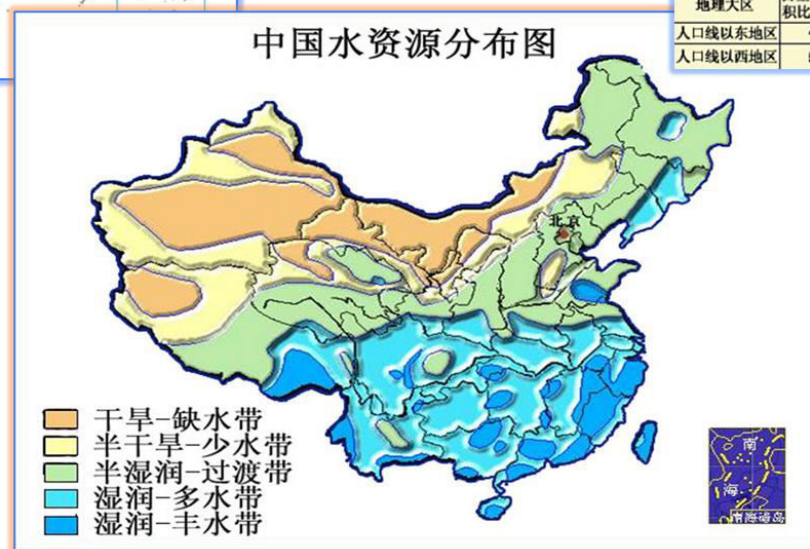 地理大区
积比
人口线以东地区
人口线以西地区
中国水资源分布图
北京
干旱-缺水带
半干旱-少水带
半湿润-过渡带
湿润-多水带
湿润-丰水带
南
海
南海诸岛